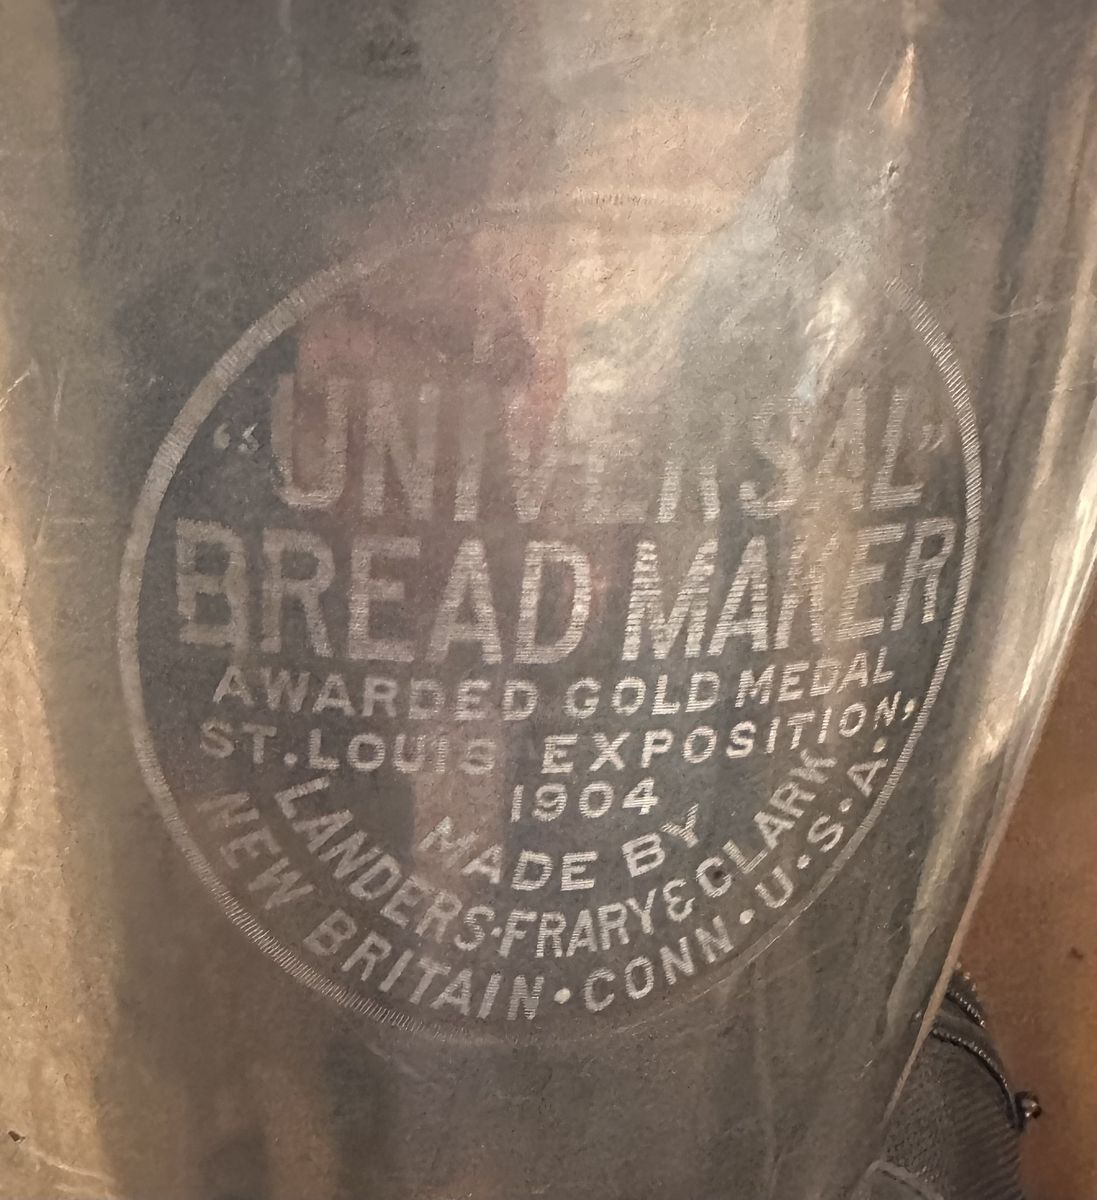 "UNIVERSAL"
BREAD MAKER
AWARDED GOLD MEDAL
ST. LOUIS EXPOSITION,
1904
MADE BY
LANDERS·FRARY & CLARK
NEW BRITAIN · CONN · U·S·A·